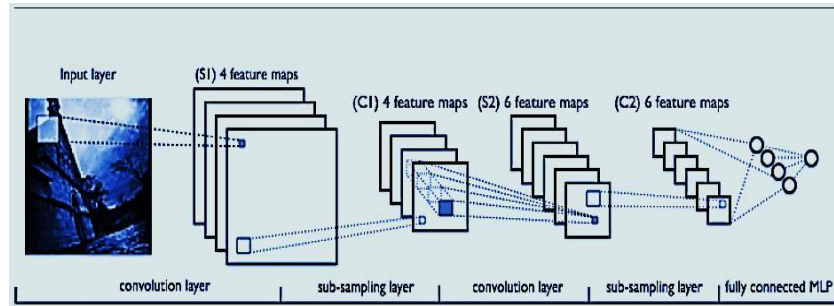 Input layer
(S1) 4 feature maps
(C1) 4 feature maps
(S2) 6 feature maps
(C2) 6 feature maps
convolution layer
sub-sampling layer
convolution layer
sub-sampling layer
fully connected MLP